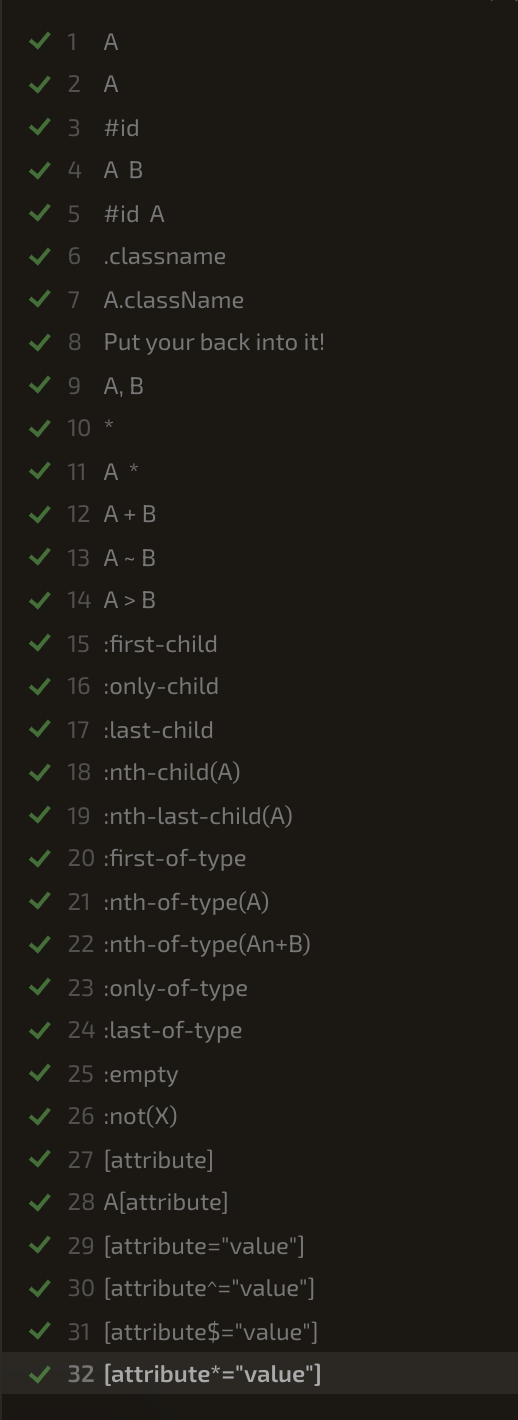 1 A
2 A
3 #id
4 A B
5 #id A
6 .classname
7 A.className
8 Put your back into it!
9 A, B
10 *
11 A *
12 A + B
13 A ~ B
14 A > B
15 :first-child
16 :only-child
17 :last-child
18 :nth-child(A)
19 :nth-last-child(A)
20 :first-of-type
21 :nth-of-type(A)
22 :nth-of-type(An+B)
23 :only-of-type
24 :last-of-type
25 :empty
26 :not(X)
27 [attribute]
28 A[attribute]
29 [attribute="value"]
30 [attribute^="value"]
31 [attribute$="value"]
32 [attribute*="value"]